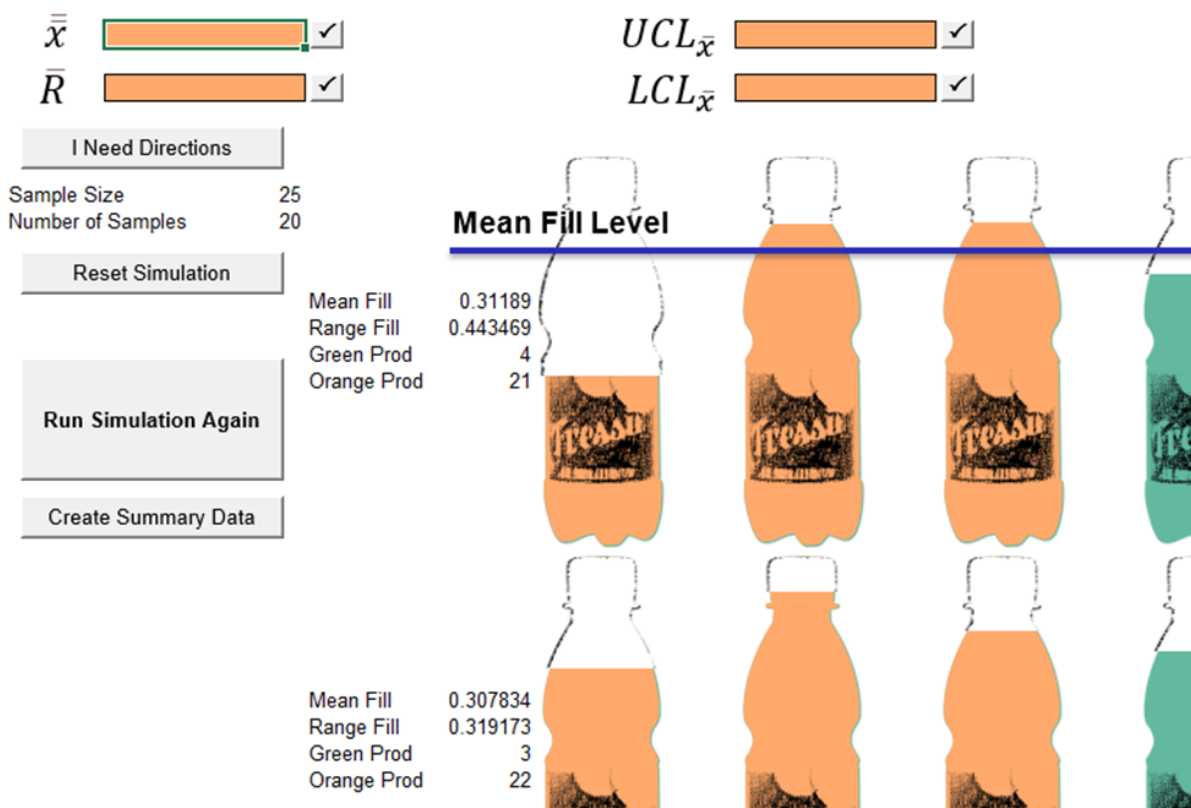 x̿
UCL x̄
R̄
LCL x̄
I Need Directions
Sample Size 25
Number of Samples 20
Mean Fill Level
Reset Simulation
Mean Fill 0.31189
Range Fill 0.443469
Green Prod 4
Orange Prod 21
Run Simulation Again
Create Summary Data
Mean Fill 0.307834
Range Fill 0.319173
Green Prod 3
Orange Prod 22